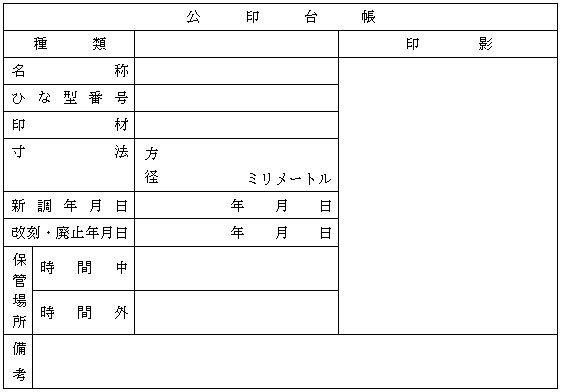 公印台帳
種類 印影
名称
ひな型番号
印材
寸法 方
径 ミリメートル
新調年月日 年 月 日
改刻・廃止年月日 年 月 日
保管場所 時間中
時間外
備考